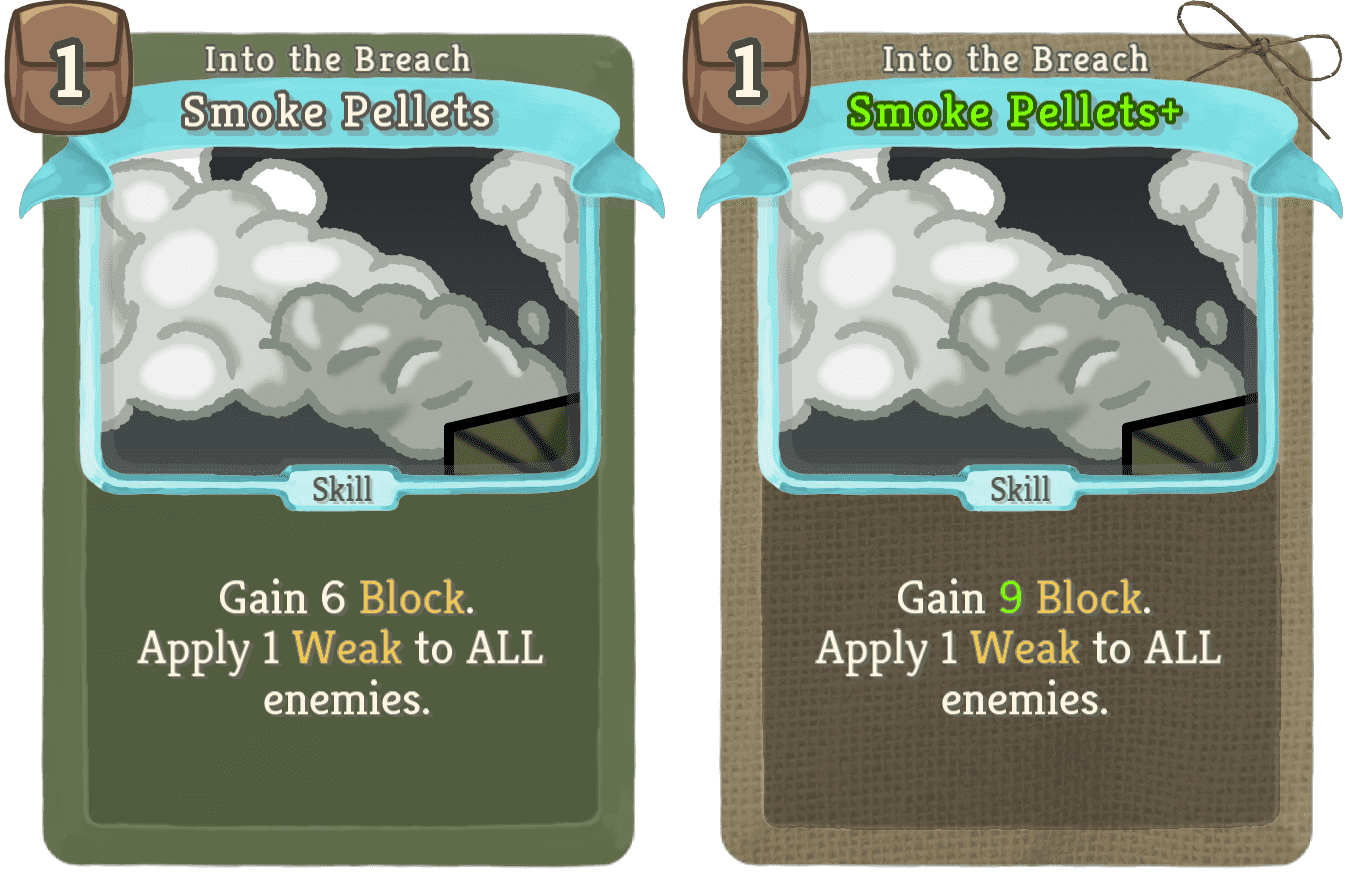 1
Into the Breach
Smoke Pellets
Skill
Gain 6 Block.
Apply 1 Weak to ALL
enemies.
1
Into the Breach
Smoke Pellets+
Skill
Gain 9 Block.
Apply 1 Weak to ALL
enemies.